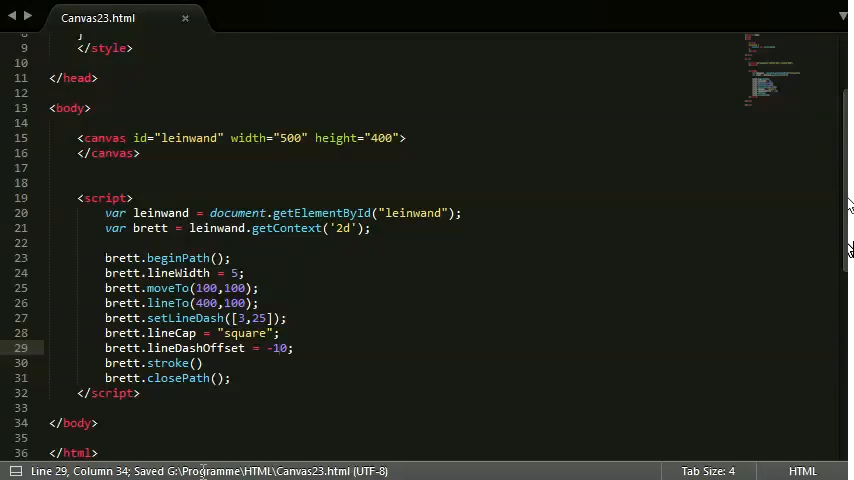 Canvas23.html ×
8 }
9 </style>
10
11 </head>
12
13 <body>
14
15 <canvas id="leinwand" width="500" height="400">
16 </canvas>
17
18
19 <script>
20 var leinwand = document.getElementById("leinwand");
21 var brett = leinwand.getContext('2d');
22
23 brett.beginPath();
24 brett.lineWidth = 5;
25 brett.moveTo(100,100);
26 brett.lineTo(400,100);
27 brett.setLineDash([3,25]);
28 brett.lineCap = "square";
29 brett.lineDashOffset = -10;
30 brett.stroke()
31 brett.closePath();
32 </script>
33
34 </body>
35
36 </html>
Line 29, Column 34; Saved G:\Programme\HTML\Canvas23.html (UTF-8) Tab Size: 4 HTML